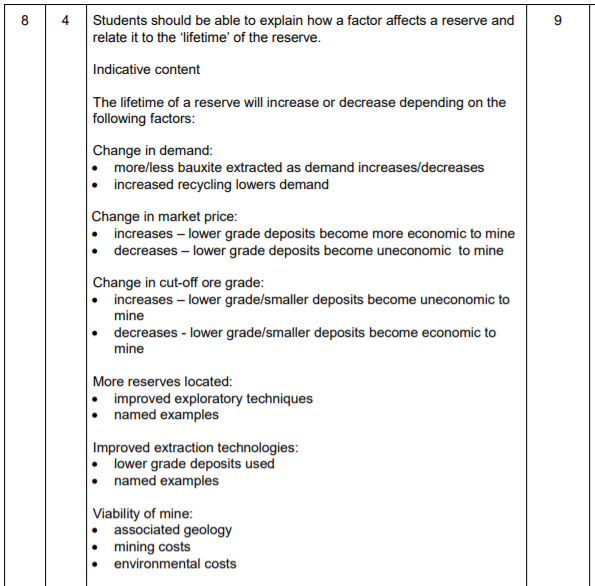 8 4 Students should be able to explain how a factor affects a reserve and 9
relate it to the ‘lifetime’ of the reserve.
Indicative content
The lifetime of a reserve will increase or decrease depending on the
following factors:
Change in demand:
• more/less bauxite extracted as demand increases/decreases
• increased recycling lowers demand
Change in market price:
• increases – lower grade deposits become more economic to mine
• decreases – lower grade deposits become uneconomic to mine
Change in cut-off ore grade:
• increases – lower grade/smaller deposits become uneconomic to
mine
• decreases - lower grade/smaller deposits become economic to
mine
More reserves located:
• improved exploratory techniques
• named examples
Improved extraction technologies:
• lower grade deposits used
• named examples
Viability of mine:
• associated geology
• mining costs
• environmental costs